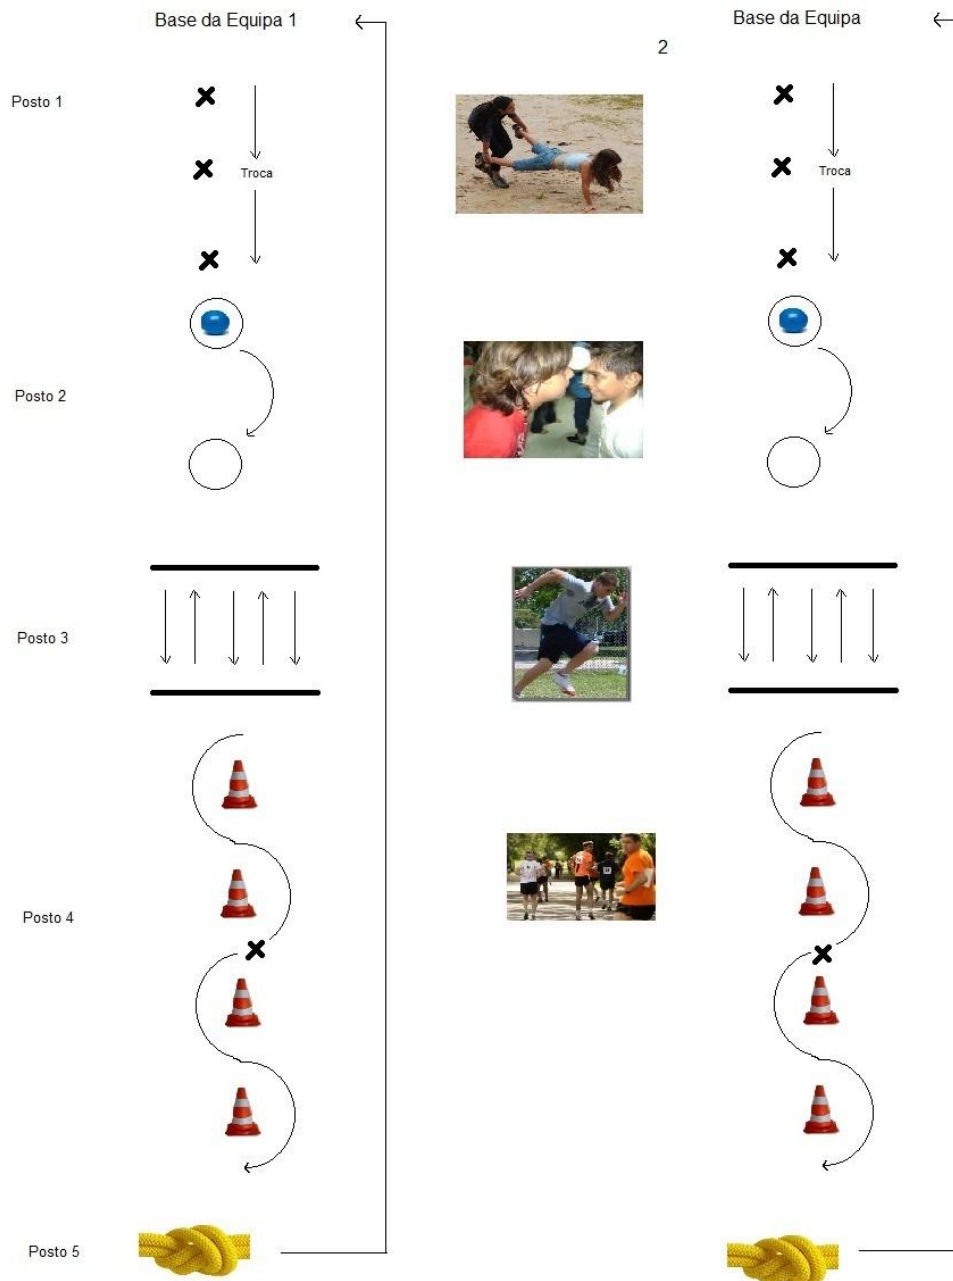 Base da Equipa 1
Base da Equipa
2
Posto 1
Troca
Troca
Posto 2
Posto 3
Posto 4
Posto 5